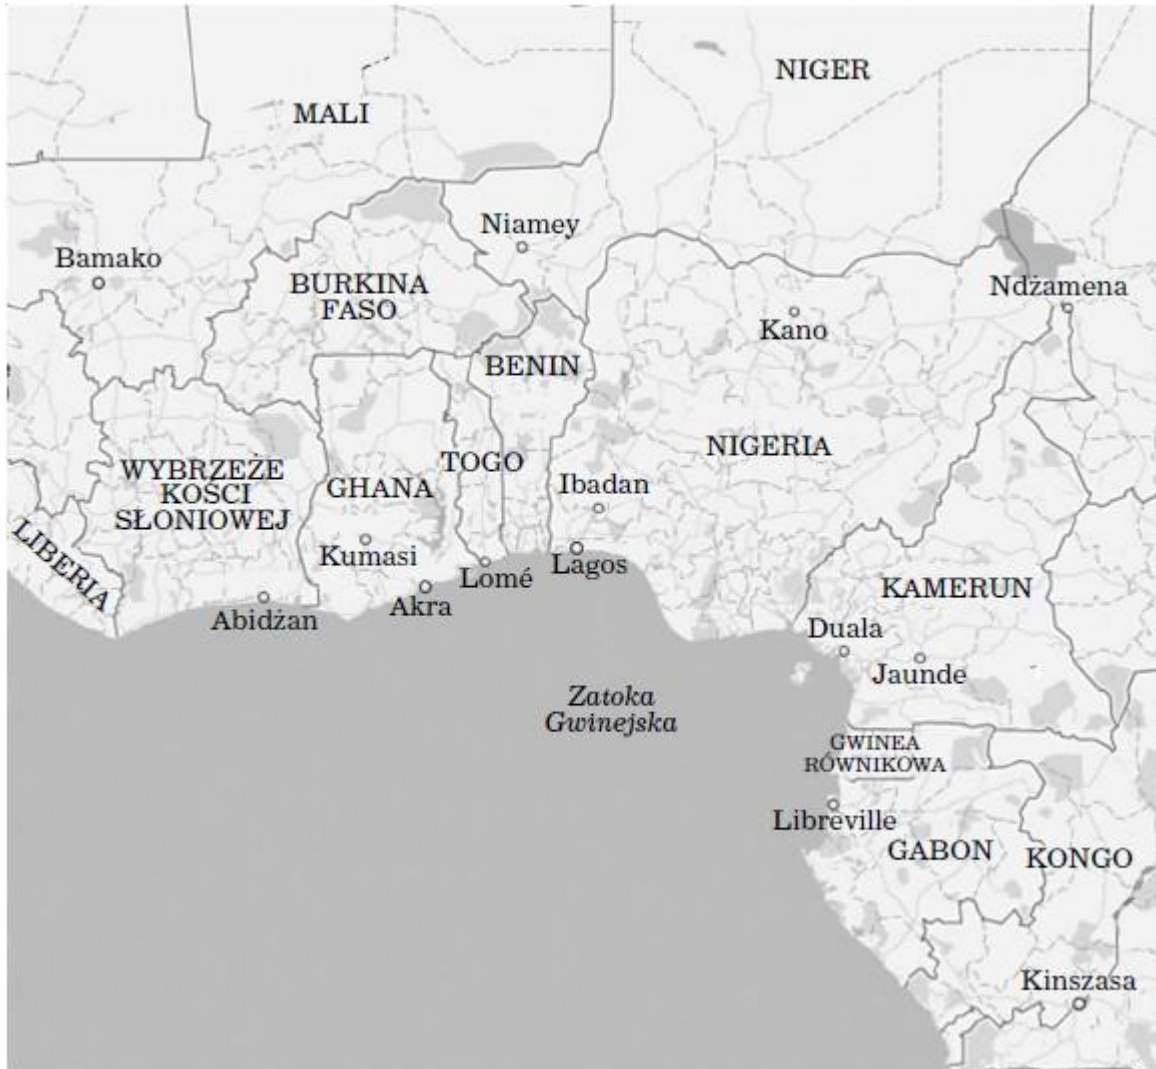 NIGER
MALI
Niamey
Bamako
BURKINA
FASO
Ndżamena
Kano
BENIN
NIGERIA
TOGO
WYBRZEŻE
KOŚCI
SŁONIOWEJ
GHANA
Ibadan
LIBERIA
Kumasi
Lomé
Lagos
Abidżan
Akra
KAMERUN
Duala
Jaunde
Zatoka
Gwinejska
GWINEA
RÓWNIKOWA
Libreville
GABON
KONGO
Kinszasa